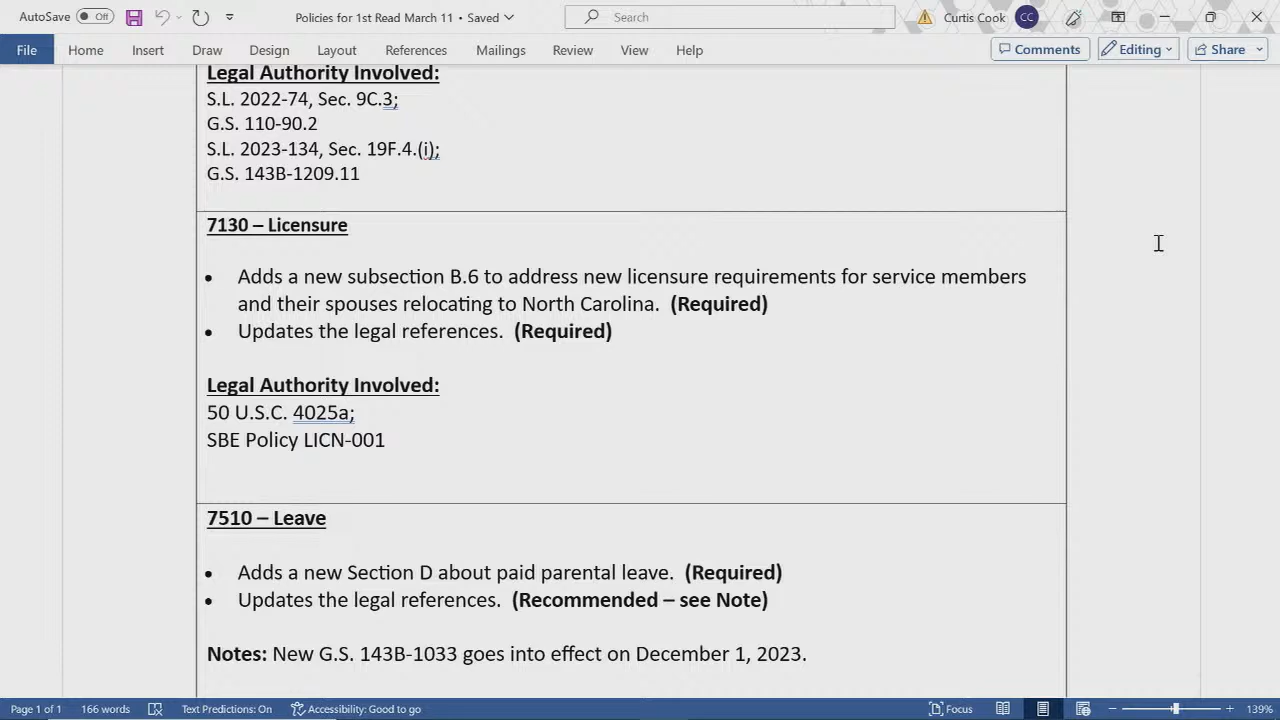 AutoSave Off Policies for 1st Read March 11 • Saved Search Curtis Cook CC
File Home Insert Draw Design Layout References Mailings Review View Help Comments Editing Share
Legal Authority Involved:
S.L. 2022-74, Sec. 9C.3;
G.S. 110-90.2
S.L. 2023-134, Sec. 19F.4.(i);
G.S. 143B-1209.11
7130 – Licensure
• Adds a new subsection B.6 to address new licensure requirements for service members
and their spouses relocating to North Carolina. (Required)
• Updates the legal references. (Required)
Legal Authority Involved:
50 U.S.C. 4025a;
SBE Policy LICN-001
7510 – Leave
• Adds a new Section D about paid parental leave. (Required)
• Updates the legal references. (Recommended – see Note)
Notes: New G.S. 143B-1033 goes into effect on December 1, 2023.
Page 1 of 1 166 words Text Predictions: On Accessibility: Good to go Focus 139%